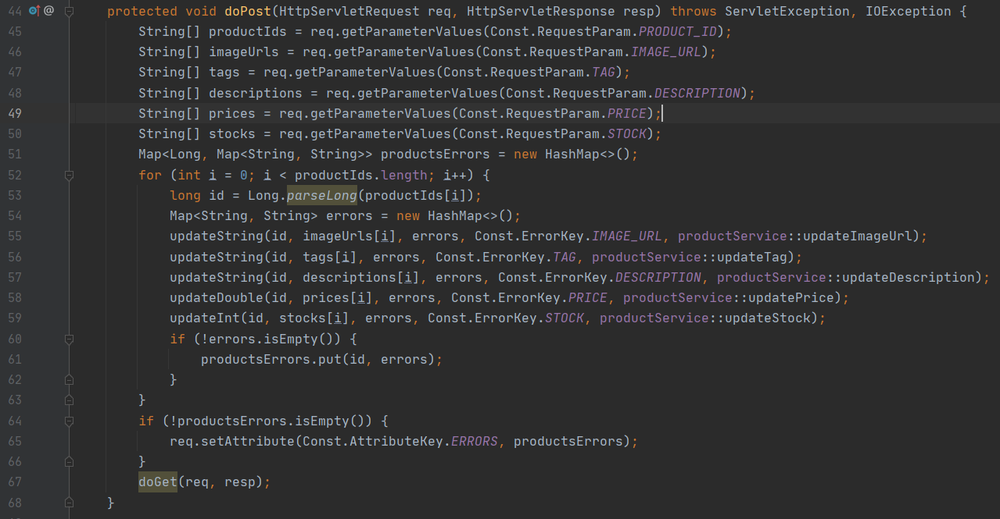 44 @ protected void doPost(HttpServletRequest req, HttpServletResponse resp) throws ServletException, IOException {
45 String[] productIds = req.getParameterValues(Const.RequestParam.PRODUCT_ID);
46 String[] imageUrls = req.getParameterValues(Const.RequestParam.IMAGE_URL);
47 String[] tags = req.getParameterValues(Const.RequestParam.TAG);
48 String[] descriptions = req.getParameterValues(Const.RequestParam.DESCRIPTION);
49 String[] prices = req.getParameterValues(Const.RequestParam.PRICE);
50 String[] stocks = req.getParameterValues(Const.RequestParam.STOCK);
51 Map<Long, Map<String, String>> productsErrors = new HashMap<>();
52 for (int i = 0; i < productIds.length; i++) {
53 long id = Long.parseLong(productIds[i]);
54 Map<String, String> errors = new HashMap<>();
55 updateString(id, imageUrls[i], errors, Const.ErrorKey.IMAGE_URL, productService::updateImageUrl);
56 updateString(id, tags[i], errors, Const.ErrorKey.TAG, productService::updateTag);
57 updateString(id, descriptions[i], errors, Const.ErrorKey.DESCRIPTION, productService::updateDescription);
58 updateDouble(id, prices[i], errors, Const.ErrorKey.PRICE, productService::updatePrice);
59 updateInt(id, stocks[i], errors, Const.ErrorKey.STOCK, productService::updateStock);
60 if (!errors.isEmpty()) {
61 productsErrors.put(id, errors);
62 }
63 }
64 if (!productsErrors.isEmpty()) {
65 req.setAttribute(Const.AttributeKey.ERRORS, productsErrors);
66 }
67 doGet(req, resp);
68 }